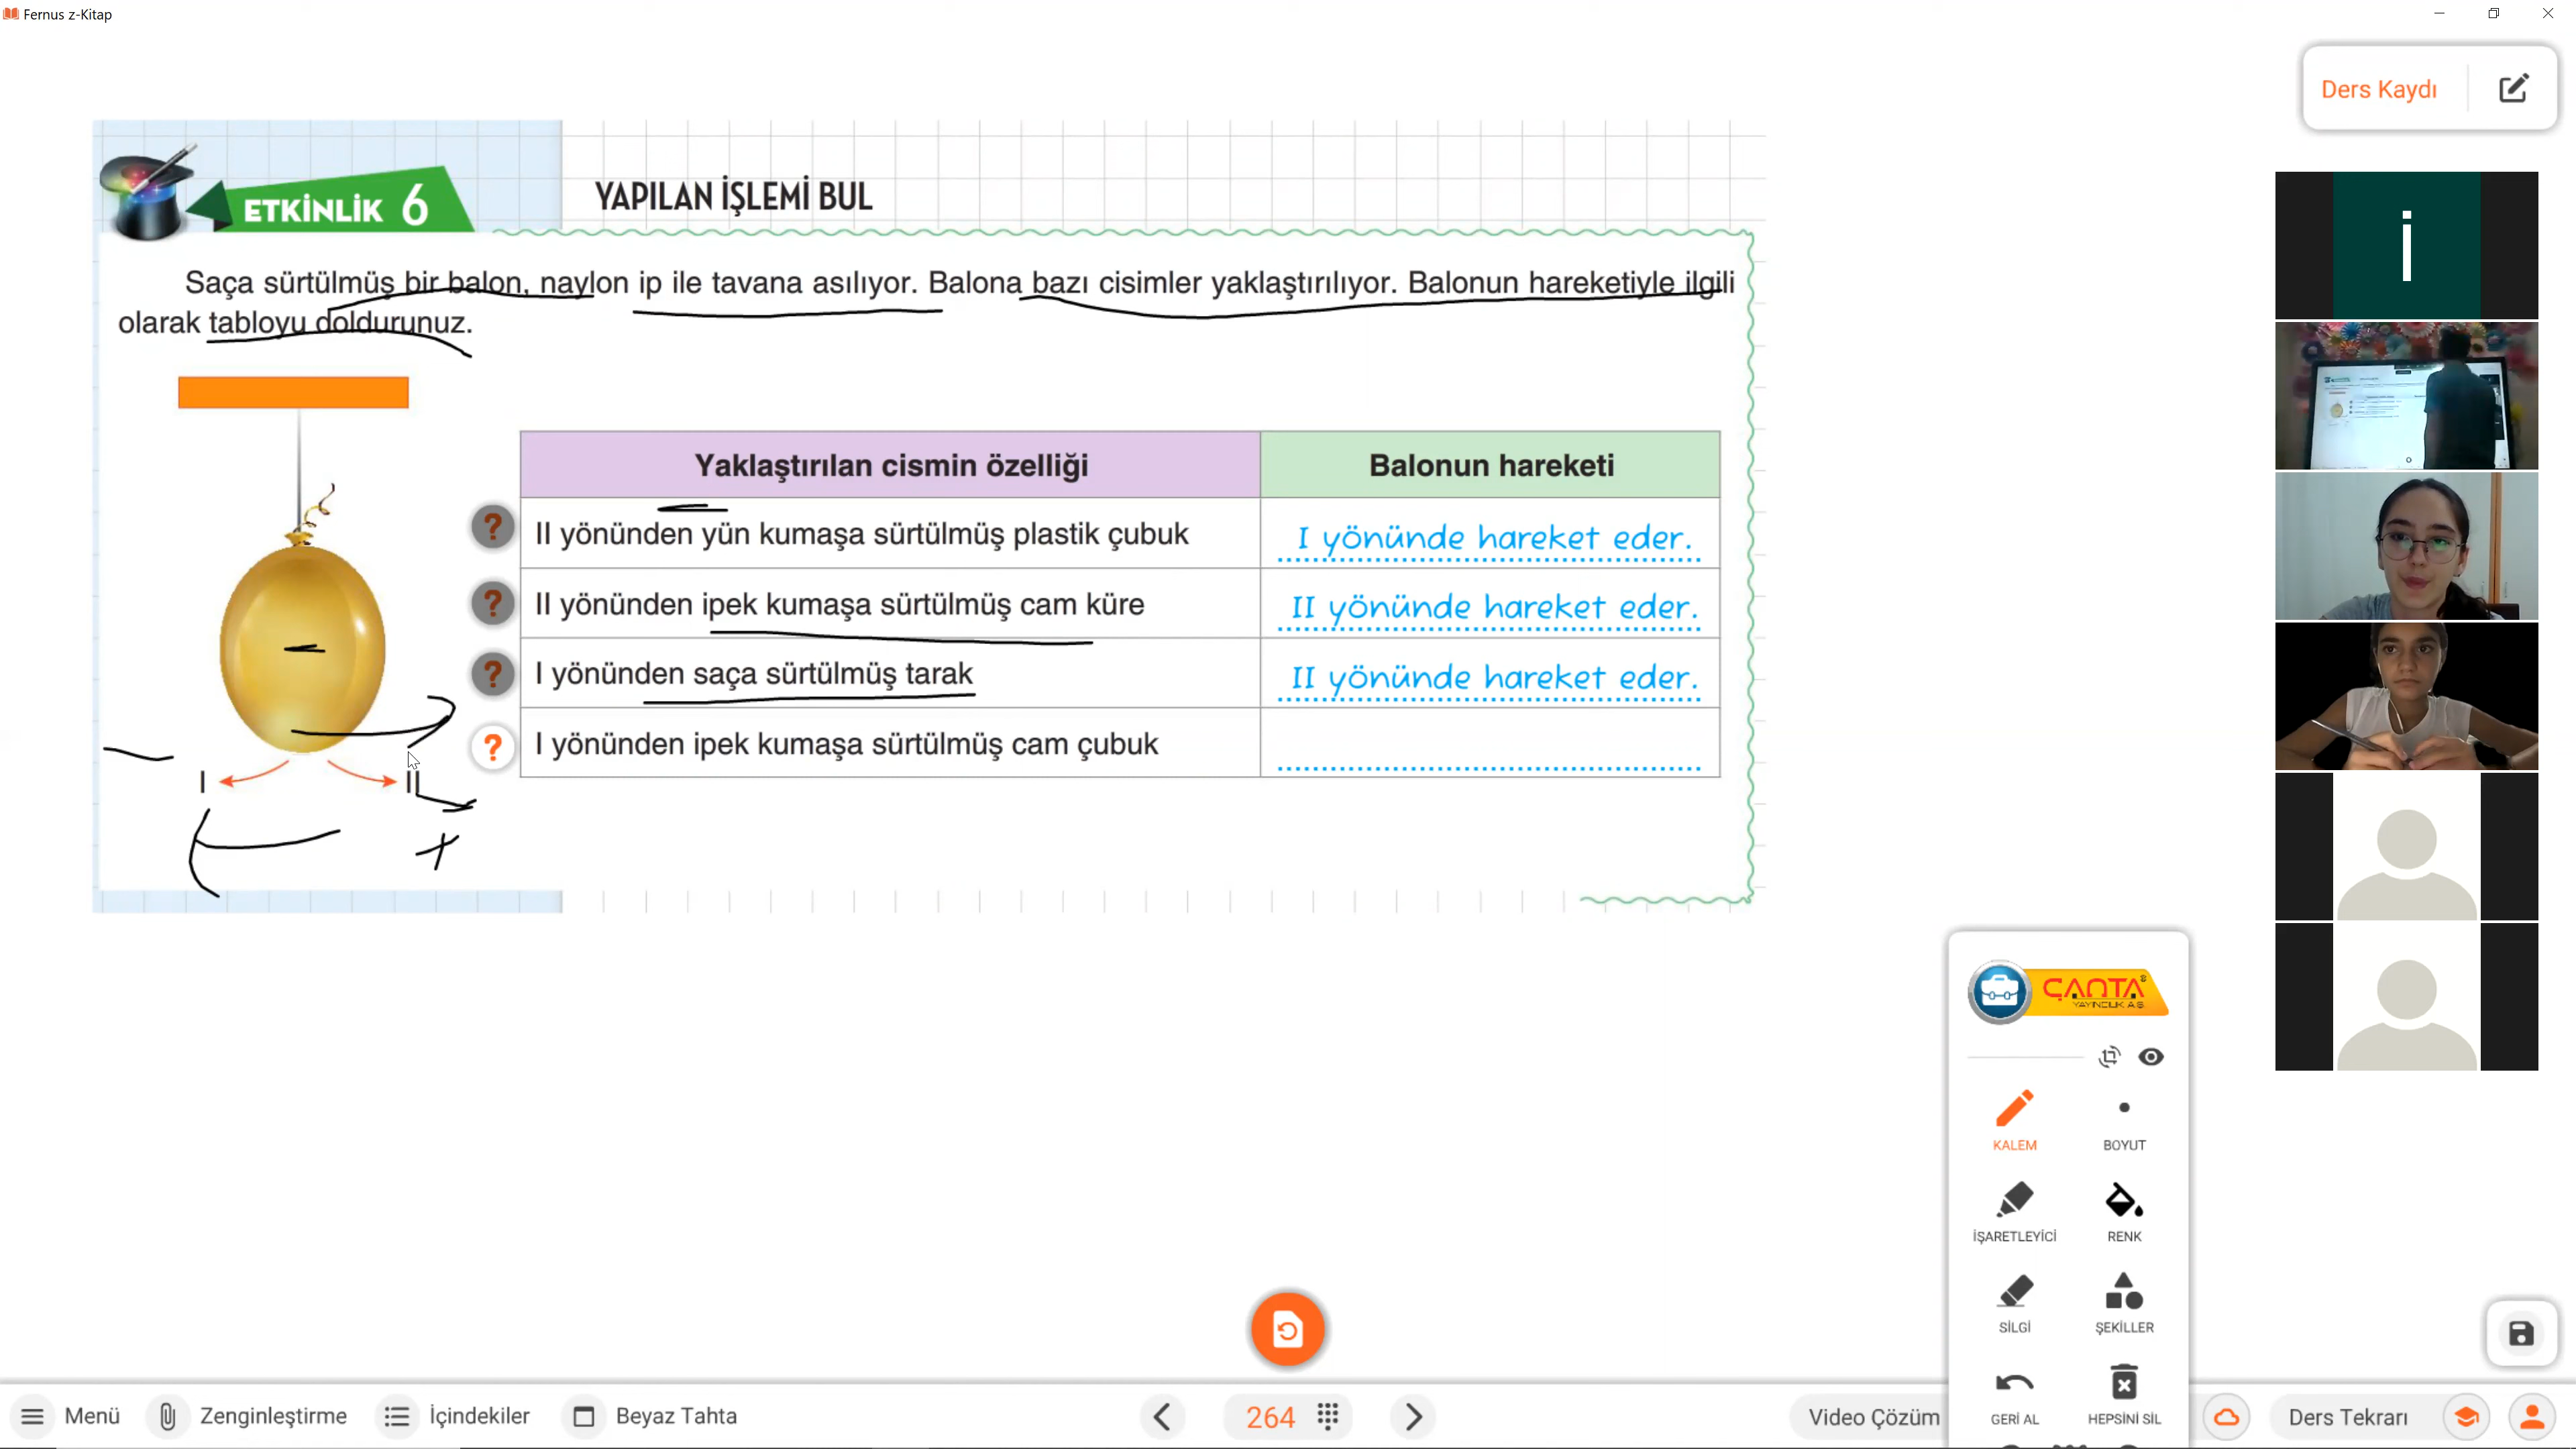 Fernus z-Kitap
Ders Kaydı
i
ETKİNLİK 6
YAPILAN İŞLEMİ BUL
Saça sürtülmüş bir balon, naylon ip ile tavana asılıyor. Balona bazı cisimler yaklaştırılıyor. Balonun hareketiyle ilgili
olarak tabloyu doldurunuz.
Yaklaştırılan cismin özelliği Balonun hareketi
? II yönünden yün kumaşa sürtülmüş plastik çubuk I yönünde hareket eder.
? II yönünden ipek kumaşa sürtülmüş cam küre II yönünde hareket eder.
? I yönünden saça sürtülmüş tarak II yönünde hareket eder.
? I yönünden ipek kumaşa sürtülmüş cam çubuk
I II
+
ÇANTA
YAYINCILIK A.Ş.
KALEM BOYUT
İŞARETLEYİCİ RENK
SİLGİ ŞEKİLLER
GERİ AL HEPSİNİ SİL
Menü Zenginleştirme İçindekiler Beyaz Tahta 264 Video Çözüm Ders Tekrarı